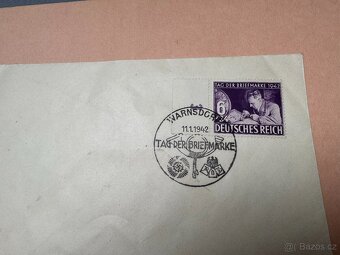 TAG DER BRIEFMARKE 1942
6
DEUTSCHES REICH
WARNSDORF
11.1.1942
TAG DER BRIEFMARKE
bazos.cz